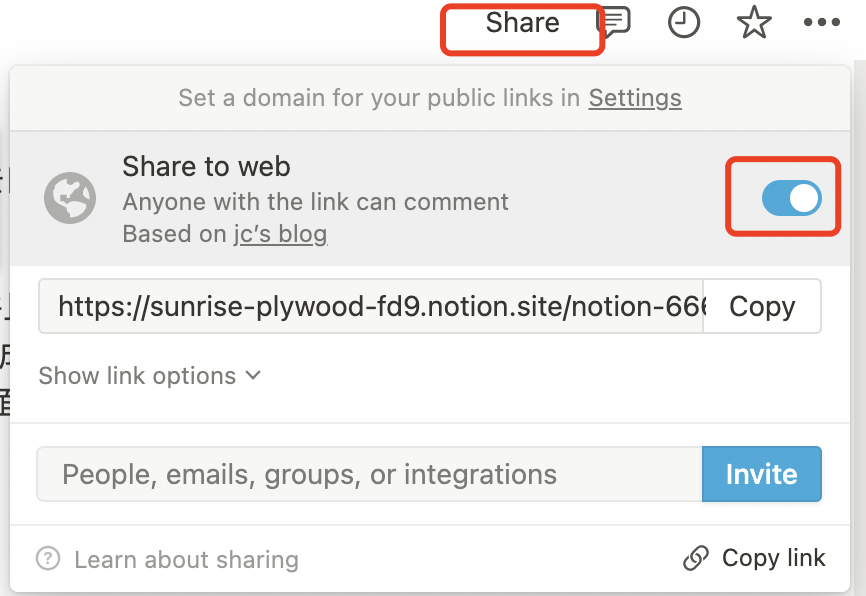 Share
Set a domain for your public links in Settings
Share to web
Anyone with the link can comment
Based on jc's blog
https://sunrise-plywood-fd9.notion.site/notion-666
Copy
Show link options
People, emails, groups, or integrations
Invite
Learn about sharing
Copy link